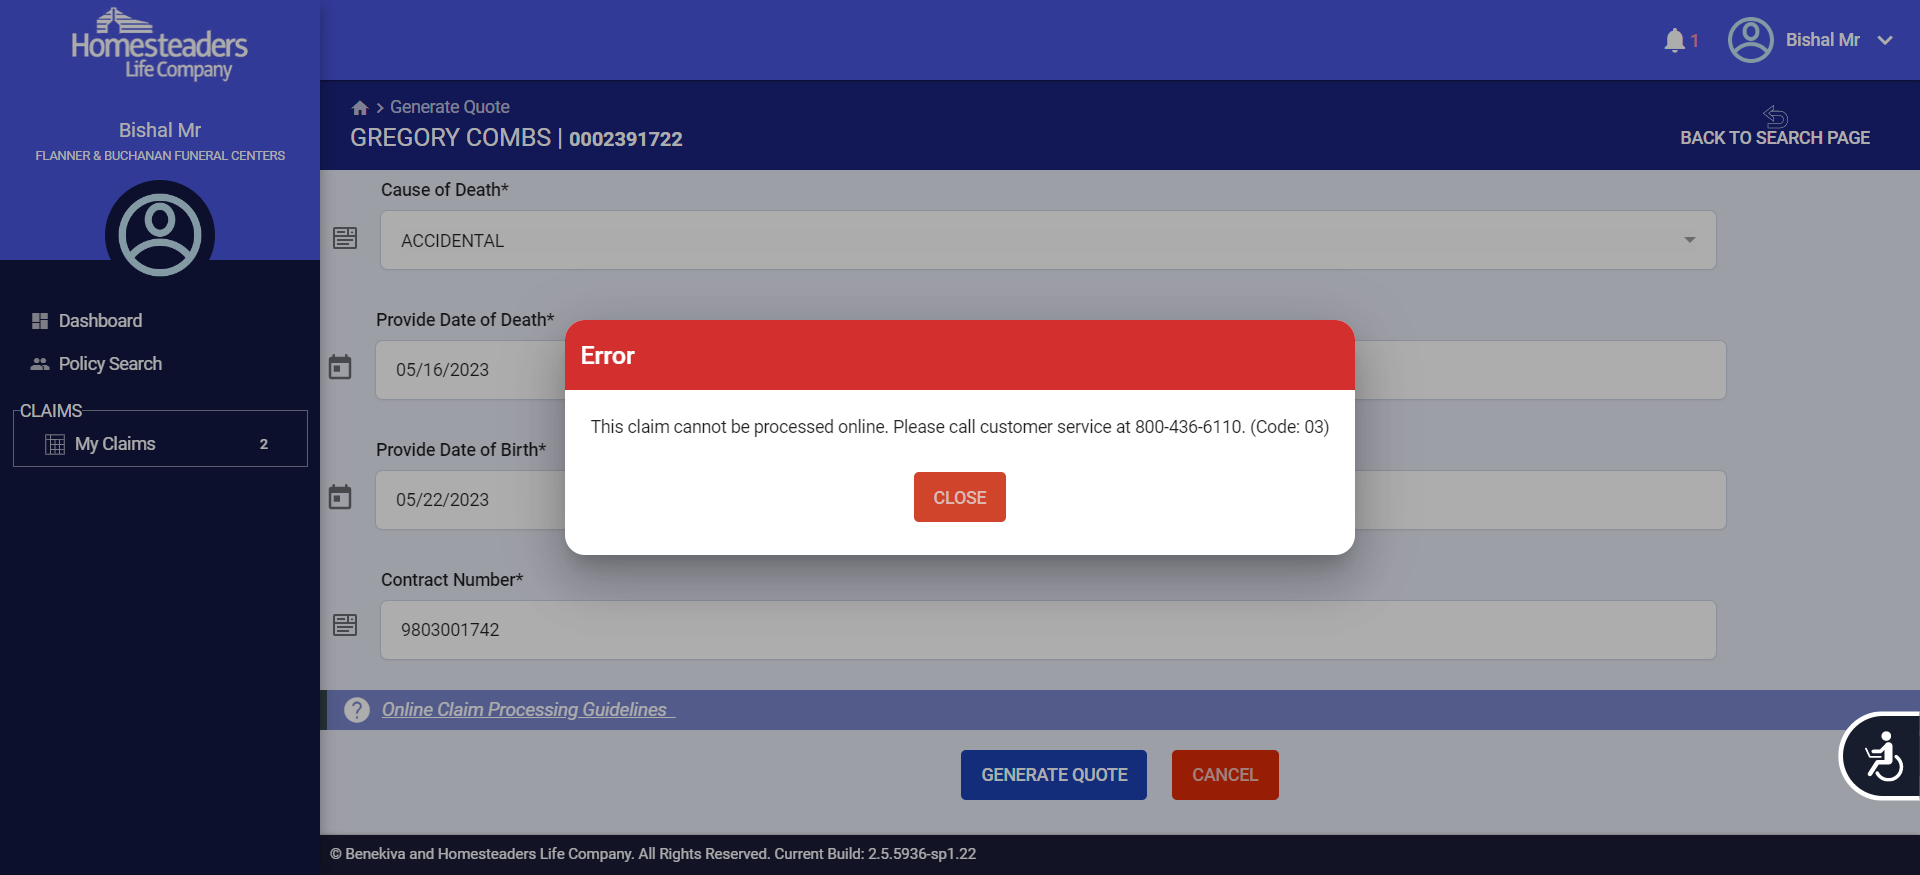 Homesteaders
Life Company
Bishal Mr
FLANNER & BUCHANAN FUNERAL CENTERS
Dashboard
Policy Search
CLAIMS
My Claims 2
1
Bishal Mr
> Generate Quote
GREGORY COMBS | 0002391722
BACK TO SEARCH PAGE
Cause of Death*
ACCIDENTAL
Provide Date of Death*
05/16/2023
Provide Date of Birth*
05/22/2023
Contract Number*
9803001742
Error
This claim cannot be processed online. Please call customer service at 800-436-6110. (Code: 03)
CLOSE
? Online Claim Processing Guidelines
GENERATE QUOTE CANCEL
© Benekiva and Homesteaders Life Company. All Rights Reserved. Current Build: 2.5.5936-sp1.22